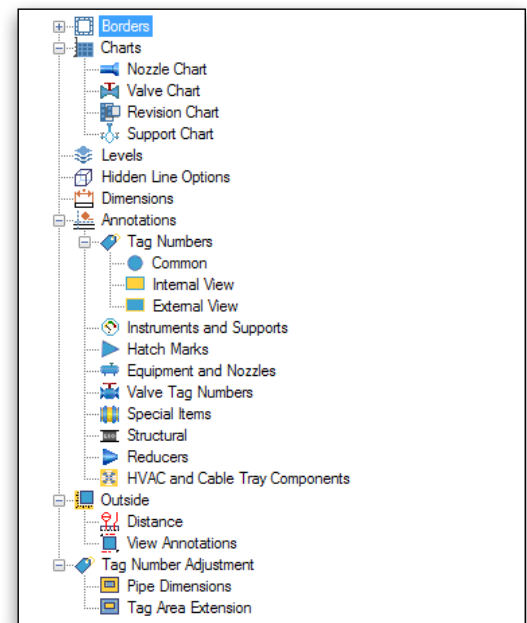 Borders
Charts
Nozzle Chart
Valve Chart
Revision Chart
Support Chart
Levels
Hidden Line Options
Dimensions
Annotations
Tag Numbers
Common
Internal View
External View
Instruments and Supports
Hatch Marks
Equipment and Nozzles
Valve Tag Numbers
Special Items
Structural
Reducers
HVAC and Cable Tray Components
Outside
Distance
View Annotations
Tag Number Adjustment
Pipe Dimensions
Tag Area Extension